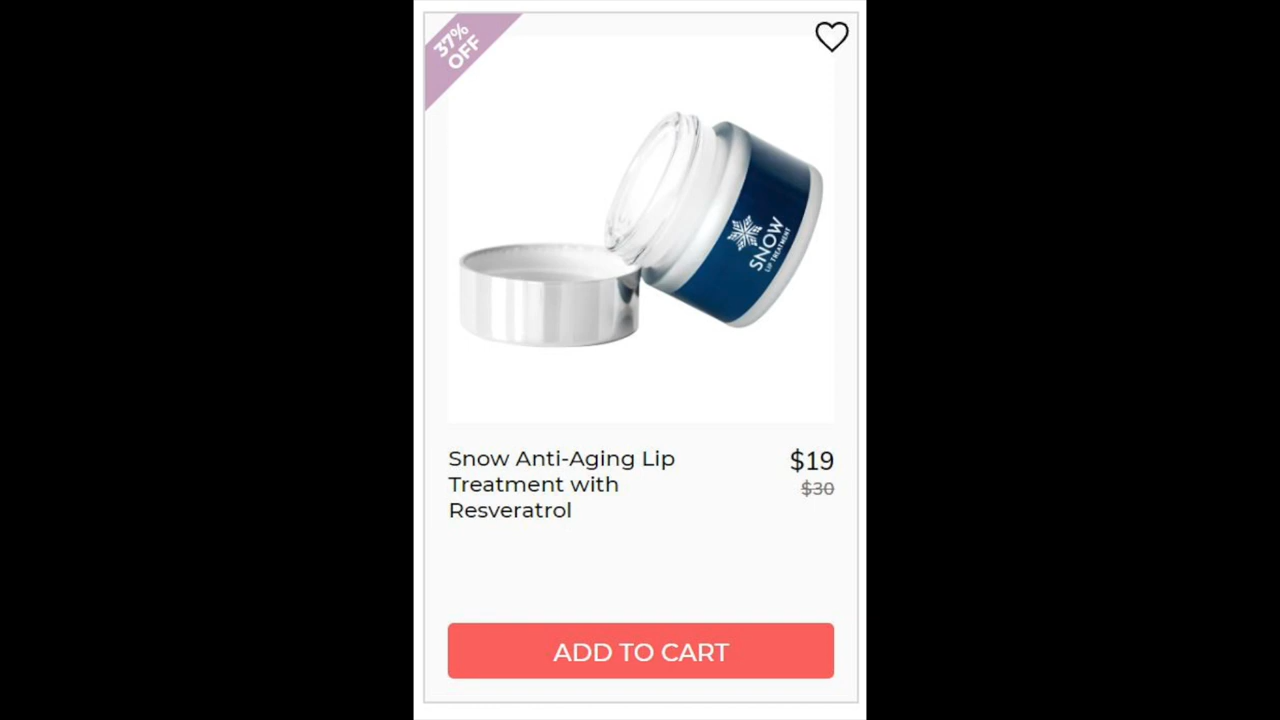 37%
OFF
SNOW
LIP TREATMENT
Snow Anti-Aging Lip
Treatment with
Resveratrol
$19
$30
ADD TO CART